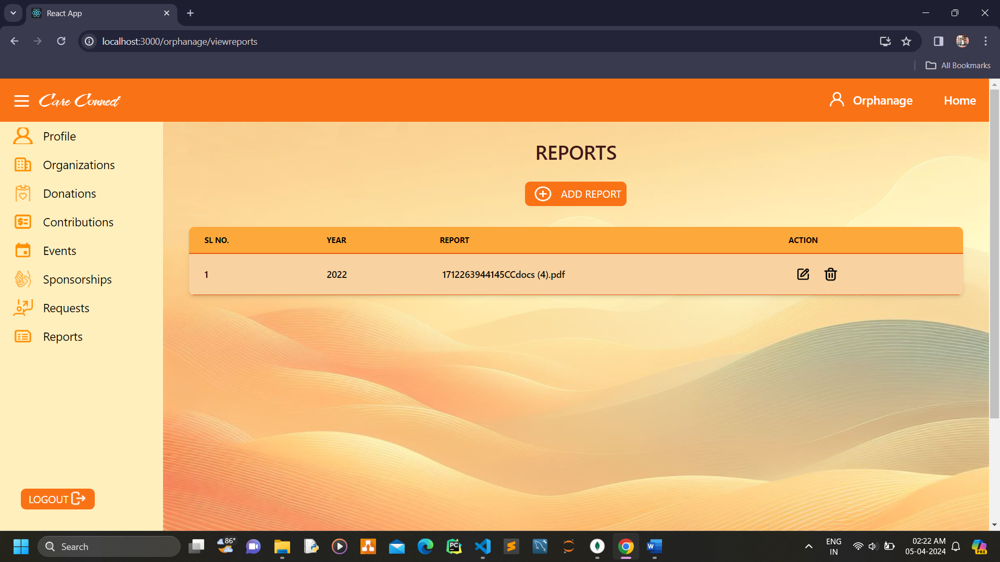 React App
localhost:3000/orphanage/viewreports
All Bookmarks
Care Connect
Orphanage
Home
Profile
Organizations
Donations
Contributions
Events
Sponsorships
Requests
Reports
LOGOUT
REPORTS
ADD REPORT
SL NO. YEAR REPORT ACTION
1 2022 1712263944145CCdocs (4).pdf
Search
86°
PC
W
ENG
IN
02:22 AM
05-04-2024
PRE